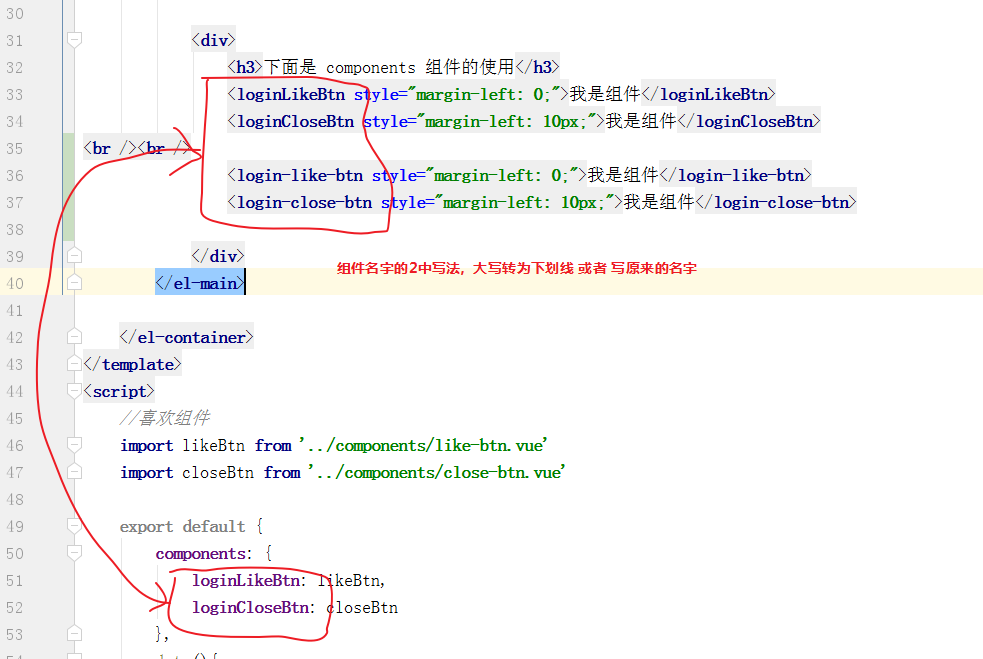 30
31 <div>
32 <h3>下面是 components 组件的使用</h3>
33 <loginLikeBtn style="margin-left: 0;">我是组件</loginLikeBtn>
34 <loginCloseBtn style="margin-left: 10px;">我是组件</loginCloseBtn>
35 <br /><br />
36 <login-like-btn style="margin-left: 0;">我是组件</login-like-btn>
37 <login-close-btn style="margin-left: 10px;">我是组件</login-close-btn>
38
39 </div>
组件名字的2中写法，大写转为下划线 或者 写原来的名字
40 </el-main>
41
42 </el-container>
43 </template>
44 <script>
45 //喜欢组件
46 import likeBtn from '../components/like-btn.vue'
47 import closeBtn from '../components/close-btn.vue'
48
49 export default {
50 components: {
51 loginLikeBtn: likeBtn,
52 loginCloseBtn: closeBtn
53 },